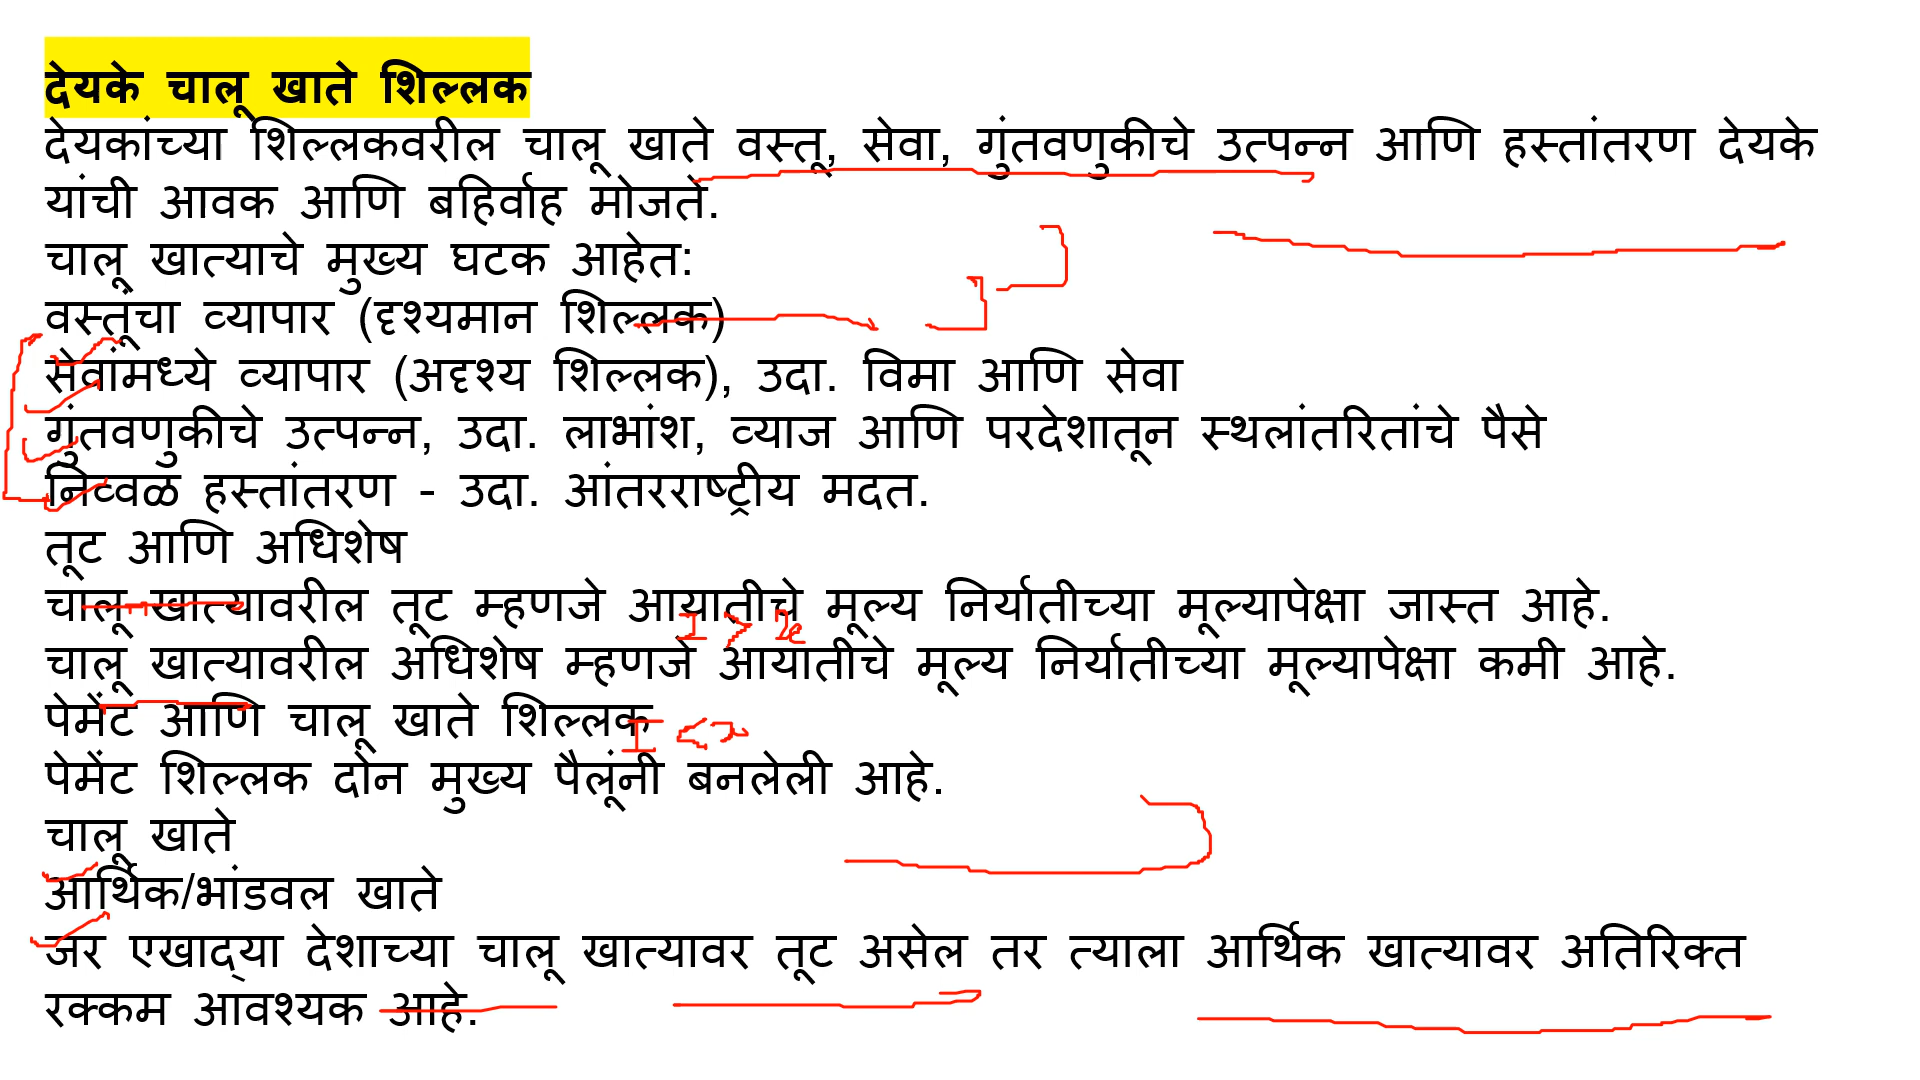 देयके चालू खाते शिल्लक
देयकांच्या शिल्लकवरील चालू खाते वस्तू, सेवा, गुंतवणुकीचे उत्पन्न आणि हस्तांतरण देयके
यांची आवक आणि बहिर्वाह मोजते.
चालू खात्याचे मुख्य घटक आहेत:
वस्तूंचा व्यापार (दृश्यमान शिल्लक)
सेवांमध्ये व्यापार (अदृश्य शिल्लक), उदा. विमा आणि सेवा
गुंतवणुकीचे उत्पन्न, उदा. लाभांश, व्याज आणि परदेशातून स्थलांतरितांचे पैसे
निव्वळ हस्तांतरण - उदा. आंतरराष्ट्रीय मदत.
तूट आणि अधिशेष
चालू खात्यावरील तूट म्हणजे आयातीचे मूल्य निर्यातीच्या मूल्यापेक्षा जास्त आहे.
I >
चालू खात्यावरील अधिशेष म्हणजे आयातीचे मूल्य निर्यातीच्या मूल्यापेक्षा कमी आहे.
पेमेंट आणि चालू खाते शिल्लक
I <
पेमेंट शिल्लक दोन मुख्य पैलूंनी बनलेली आहे.
चालू खाते
आर्थिक/भांडवल खाते
जर एखाद्या देशाच्या चालू खात्यावर तूट असेल तर त्याला आर्थिक खात्यावर अतिरिक्त
रक्कम आवश्यक आहे.